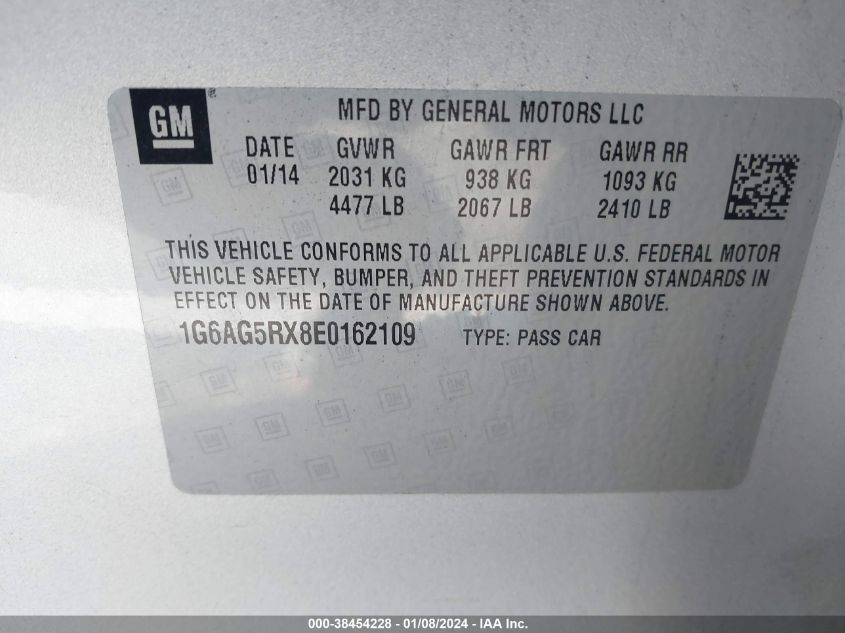 GM ®
MFD BY GENERAL MOTORS LLC
DATE GVWR GAWR FRT GAWR RR
01/14 2031 KG 938 KG 1093 KG
4477 LB 2067 LB 2410 LB
THIS VEHICLE CONFORMS TO ALL APPLICABLE U.S. FEDERAL MOTOR
VEHICLE SAFETY, BUMPER, AND THEFT PREVENTION STANDARDS IN
EFFECT ON THE DATE OF MANUFACTURE SHOWN ABOVE.
1G6AG5RX8E0162109 TYPE: PASS CAR
000-38454228 - 01/08/2024 - IAA Inc.